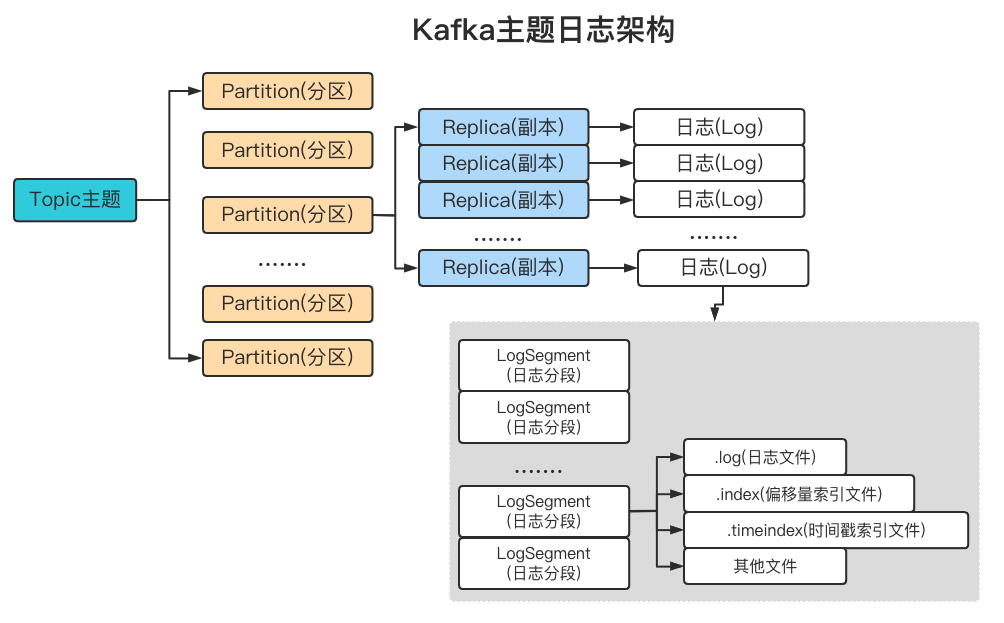 Kafka主题日志架构
Topic主题
Partition(分区)
Partition(分区)
Partition(分区)
.......
Partition(分区)
Partition(分区)
Replica(副本)
Replica(副本)
Replica(副本)
.......
Replica(副本)
日志(Log)
日志(Log)
日志(Log)
.......
日志(Log)
LogSegment
(日志分段)
LogSegment
(日志分段)
.......
LogSegment
(日志分段)
LogSegment
(日志分段)
.log(日志文件)
.index(偏移量索引文件)
.timeindex(时间戳索引文件)
其他文件